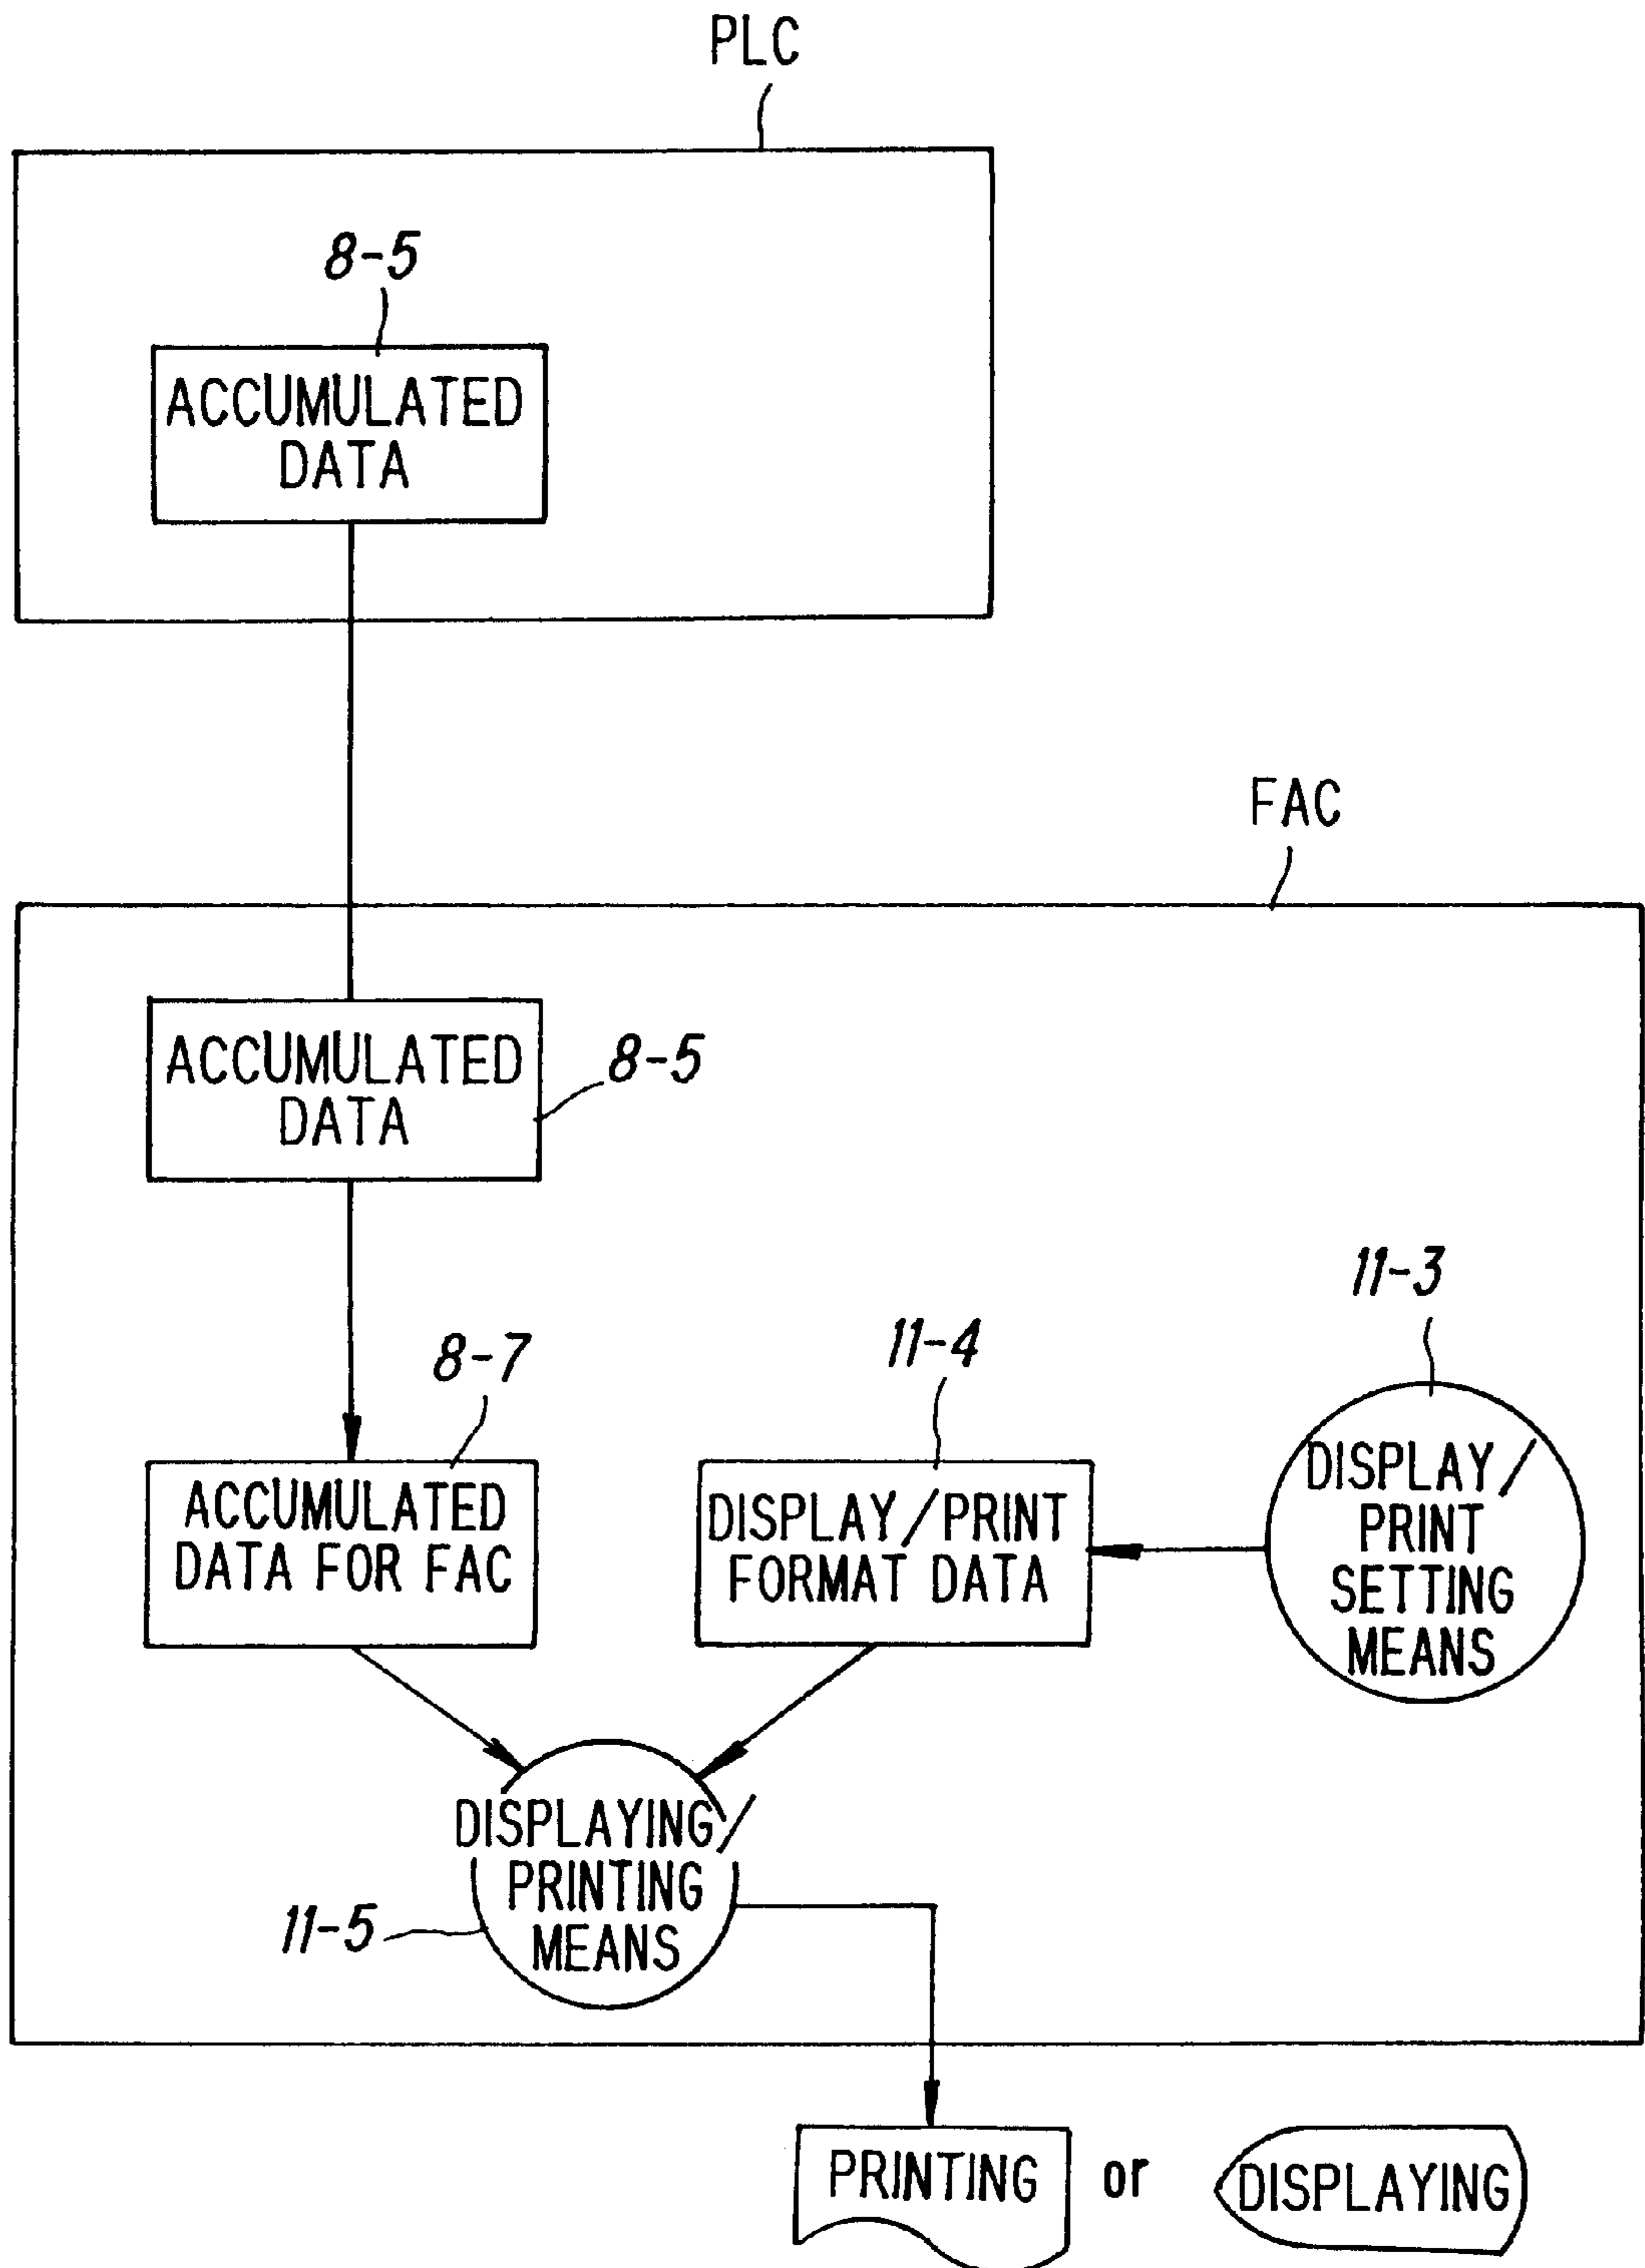 PLC
8-5
ACCUMULATED
DATA
FAC
ACCUMULATED
DATA
8-5
11-3
11-4
8-7
DISPLAY/
PRINT
SETTING
MEANS
DISPLAY/PRINT
FORMAT DATA
ACCUMULATED
DATA FOR FAC
DISPLAYING/
PRINTING
MEANS
11-5
PRINTING or DISPLAYING